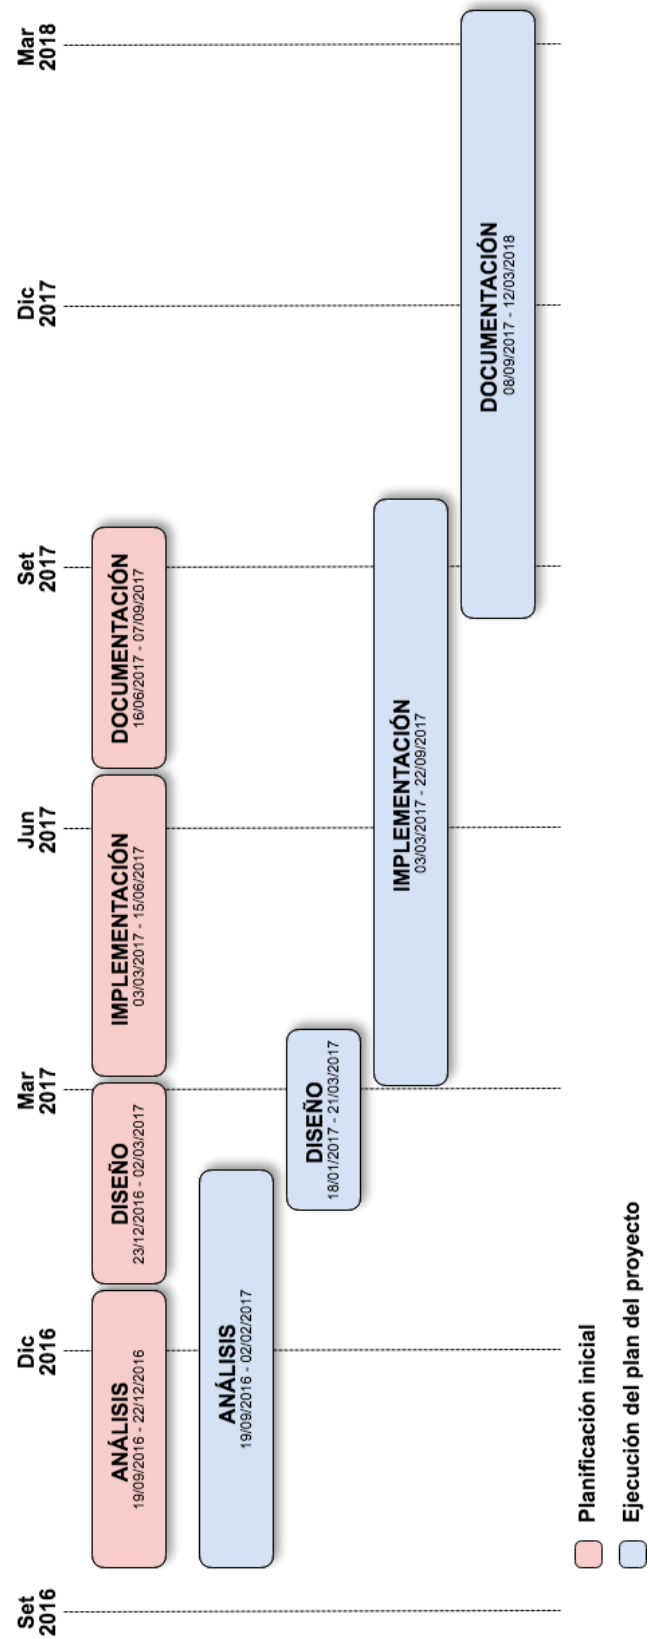 Set
2016
Dic
2016
Mar
2017
Jun
2017
Set
2017
Dic
2017
Mar
2018
ANÁLISIS
19/09/2016 - 22/12/2016
DISEÑO
23/12/2016 - 02/03/2017
IMPLEMENTACIÓN
03/03/2017 - 15/06/2017
DOCUMENTACIÓN
16/06/2017 - 07/09/2017
ANÁLISIS
19/09/2016 - 02/02/2017
DISEÑO
18/01/2017 - 21/03/2017
IMPLEMENTACIÓN
03/03/2017 - 22/09/2017
DOCUMENTACIÓN
08/09/2017 - 12/03/2018
Planificación inicial
Ejecución del plan del proyecto